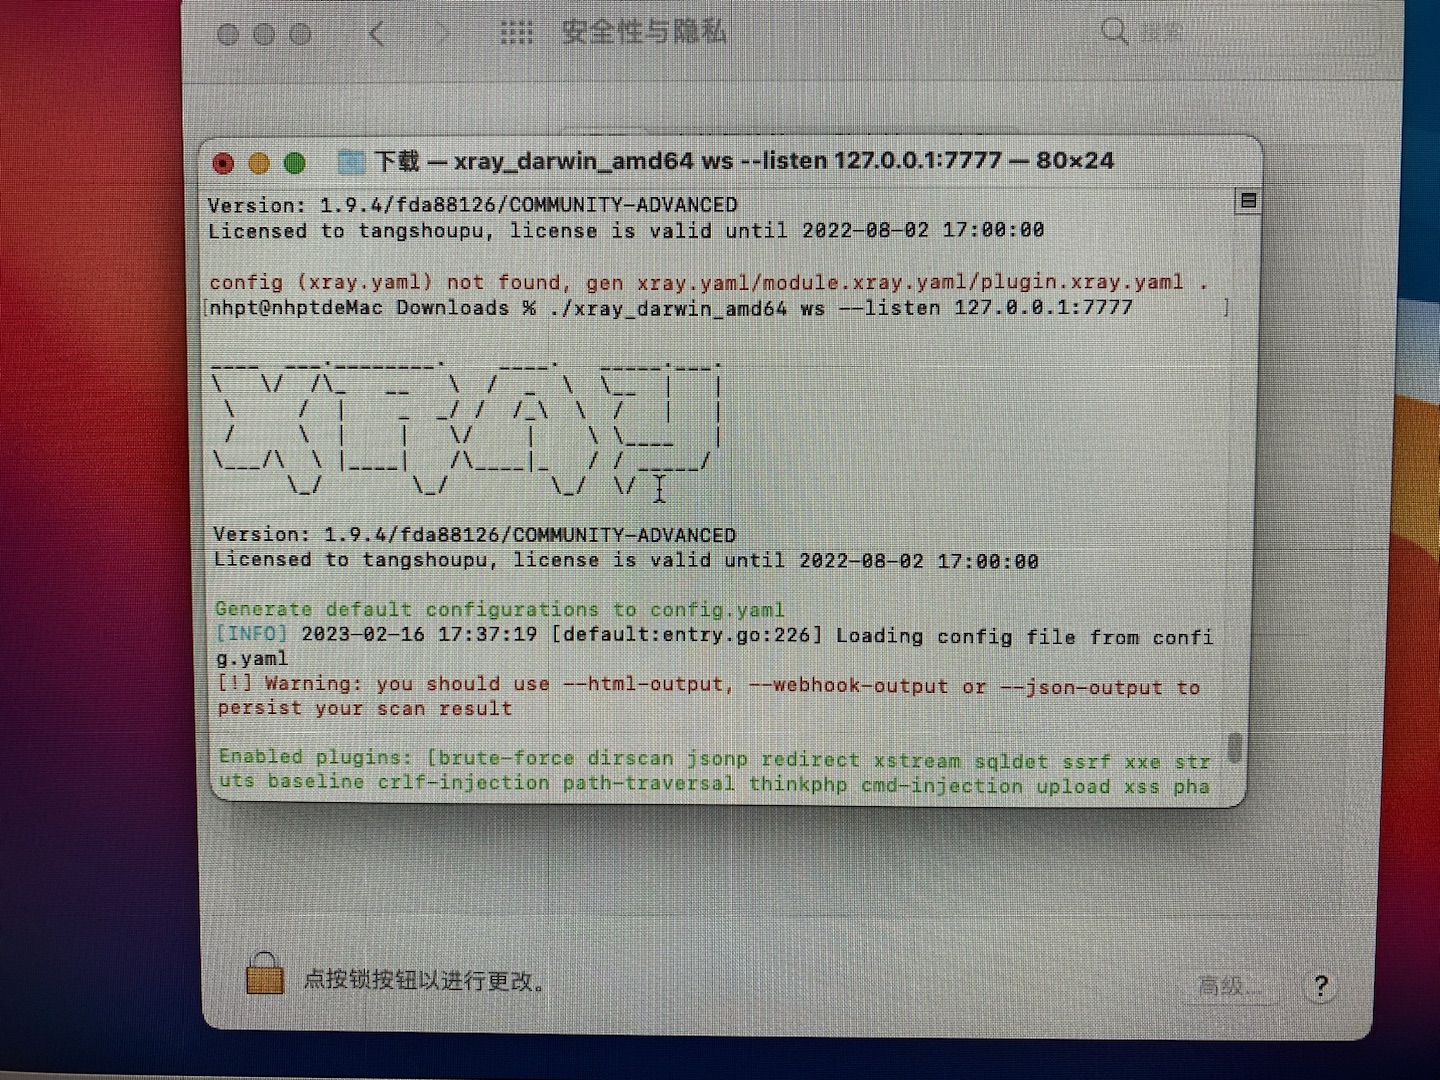 安全性与隐私
搜索
下载 — xray_darwin_amd64 ws --listen 127.0.0.1:7777 — 80×24
Version: 1.9.4/fda88126/COMMUNITY-ADVANCED
Licensed to tangshoupu, license is valid until 2022-08-02 17:00:00
config (xray.yaml) not found, gen xray.yaml/module.xray.yaml/plugin.xray.yaml .
[nhpt@nhptdeMac Downloads % ./xray_darwin_amd64 ws --listen 127.0.0.1:7777 ]
XRAY
Version: 1.9.4/fda88126/COMMUNITY-ADVANCED
Licensed to tangshoupu, license is valid until 2022-08-02 17:00:00
Generate default configurations to config.yaml
[INFO] 2023-02-16 17:37:19 [default:entry.go:226] Loading config file from confi
g.yaml
[!] Warning: you should use --html-output, --webhook-output or --json-output to
persist your scan result
Enabled plugins: [brute-force dirscan jsonp redirect xstream sqldet ssrf xxe str
uts baseline crlf-injection path-traversal thinkphp cmd-injection upload xss pha
点按锁按钮以进行更改。
高级...
?